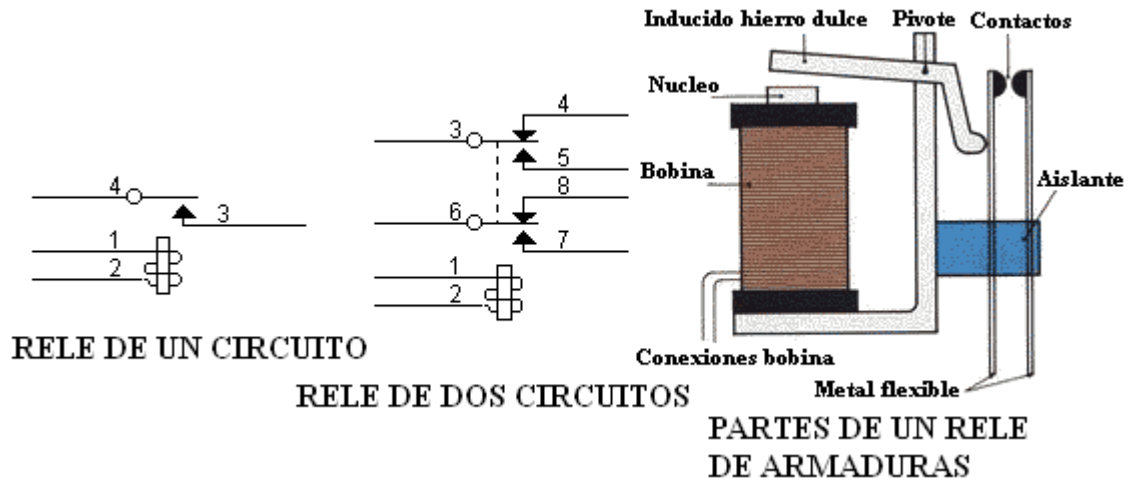 4
3
1
2
RELE DE UN CIRCUITO
3
4
5
8
6
7
1
2
RELE DE DOS CIRCUITOS
Inducido hierro dulce
Pivote
Contactos
Nucleo
Bobina
Aislante
Conexiones bobina
Metal flexible
PARTES DE UN RELE
DE ARMADURAS